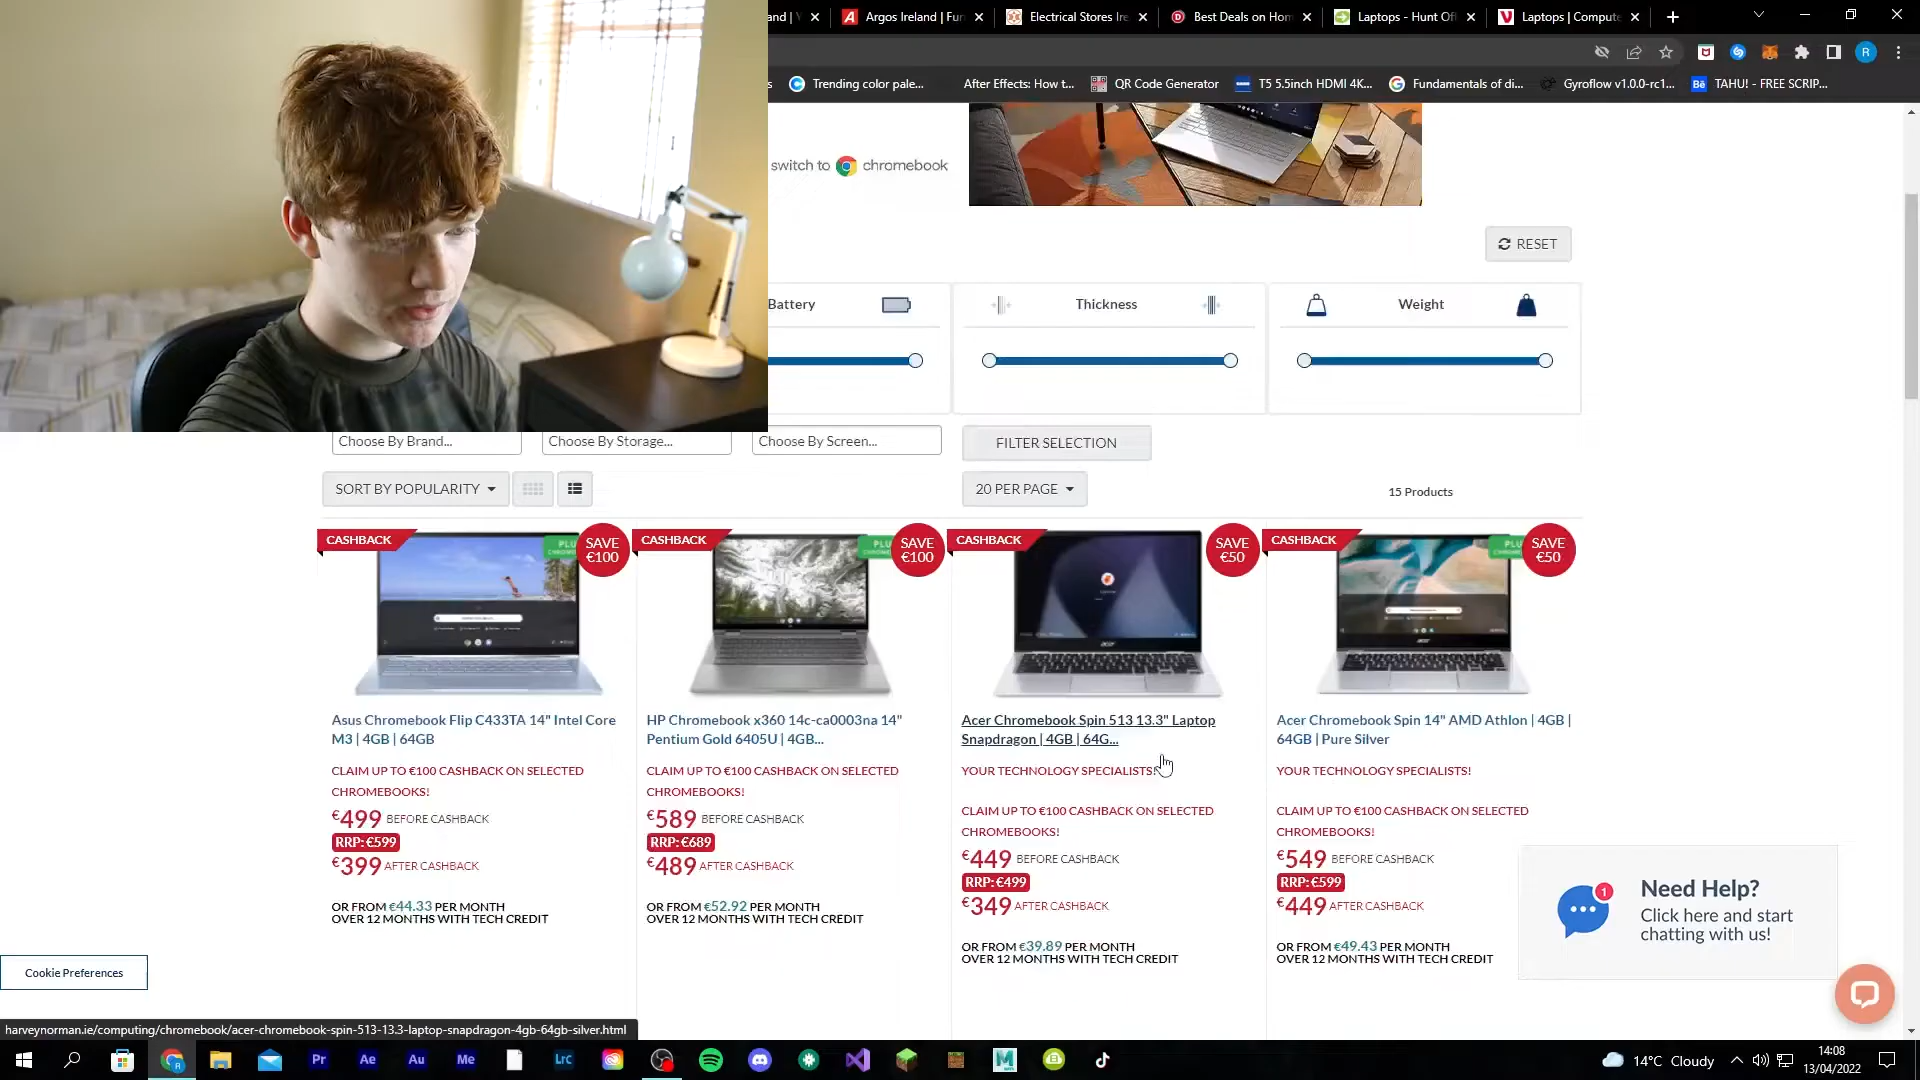 and | V
Argos Ireland | Fur
Electrical Stores Ire
Best Deals on Hom
Laptops - Hunt Off
Laptops | Compute
R
s
Trending color pale...
After Effects: How t...
QR Code Generator
T5 5.5inch HDMI 4K...
Fundamentals of di...
Gyroflow v1.0.0-rc1...
Bē TAHU! - FREE SCRIP...
switch to chromebook
RESET
Battery
Thickness
Weight
Choose By Brand...
Choose By Storage...
Choose By Screen...
FILTER SELECTION
SORT BY POPULARITY
20 PER PAGE
15 Products
CASHBACK
PLU
SAVE
€100
CASHBACK
PLU
SAVE
€100
CASHBACK
SAVE
€50
CASHBACK
PLU
SAVE
€50
acer
acer
Asus Chromebook Flip C433TA 14" Intel Core
M3 | 4GB | 64GB
CLAIM UP TO €100 CASHBACK ON SELECTED
CHROMEBOOKS!
€499 BEFORE CASHBACK
RRP: €599
€399 AFTER CASHBACK
OR FROM €44.33 PER MONTH
OVER 12 MONTHS WITH TECH CREDIT
HP Chromebook x360 14c-ca0003na 14"
Pentium Gold 6405U | 4GB...
CLAIM UP TO €100 CASHBACK ON SELECTED
CHROMEBOOKS!
€589 BEFORE CASHBACK
RRP: €689
€489 AFTER CASHBACK
OR FROM €52.92 PER MONTH
OVER 12 MONTHS WITH TECH CREDIT
Acer Chromebook Spin 513 13.3" Laptop
Snapdragon | 4GB | 64G...
YOUR TECHNOLOGY SPECIALISTS!
CLAIM UP TO €100 CASHBACK ON SELECTED
CHROMEBOOKS!
€449 BEFORE CASHBACK
RRP: €499
€349 AFTER CASHBACK
OR FROM €39.89 PER MONTH
OVER 12 MONTHS WITH TECH CREDIT
Acer Chromebook Spin 14" AMD Athlon | 4GB |
64GB | Pure Silver
YOUR TECHNOLOGY SPECIALISTS!
CLAIM UP TO €100 CASHBACK ON SELECTED
CHROMEBOOKS!
€549 BEFORE CASHBACK
RRP: €599
€449 AFTER CASHBACK
OR FROM €49.43 PER MONTH
OVER 12 MONTHS WITH TECH CREDIT
1
Need Help?
Click here and start
chatting with us!
Cookie Preferences
harveynorman.ie/computing/chromebook/acer-chromebook-spin-513-13.3-laptop-snapdragon-4gb-64gb-silver.html
Pr
Ae
Au
Me
Lrc
M
14°C Cloudy
14:08
13/04/2022